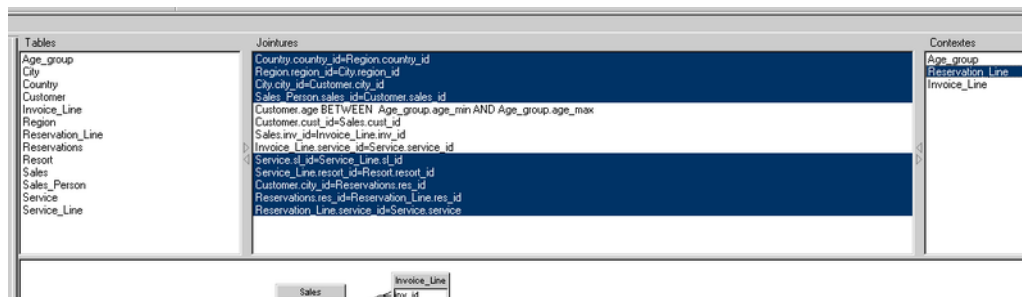 Tables
Age_group
City
Country
Customer
Invoice_Line
Region
Reservation_Line
Reservations
Resort
Sales
Sales_Person
Service
Service_Line
Jointures
Country.country_id=Region.country_id
Region.region_id=City.region_id
City.city_id=Customer.city_id
Sales_Person.sales_id=Customer.sales_id
Customer.age BETWEEN Age_group.age_min AND Age_group.age_max
Customer.cust_id=Sales.cust_id
Sales.inv_id=Invoice_Line.inv_id
Invoice_Line.service_id=Service.service_id
Service.sl_id=Service_Line.sl_id
Service_Line.resort_id=Resort.resort_id
Customer.city_id=Reservations.res_id
Reservations.res_id=Reservation_Line.res_id
Reservation_Line.service_id=Service.service
Contextes
Age_group
Reservation_Line
Invoice_Line
Invoice_Line
Sales
inv_id